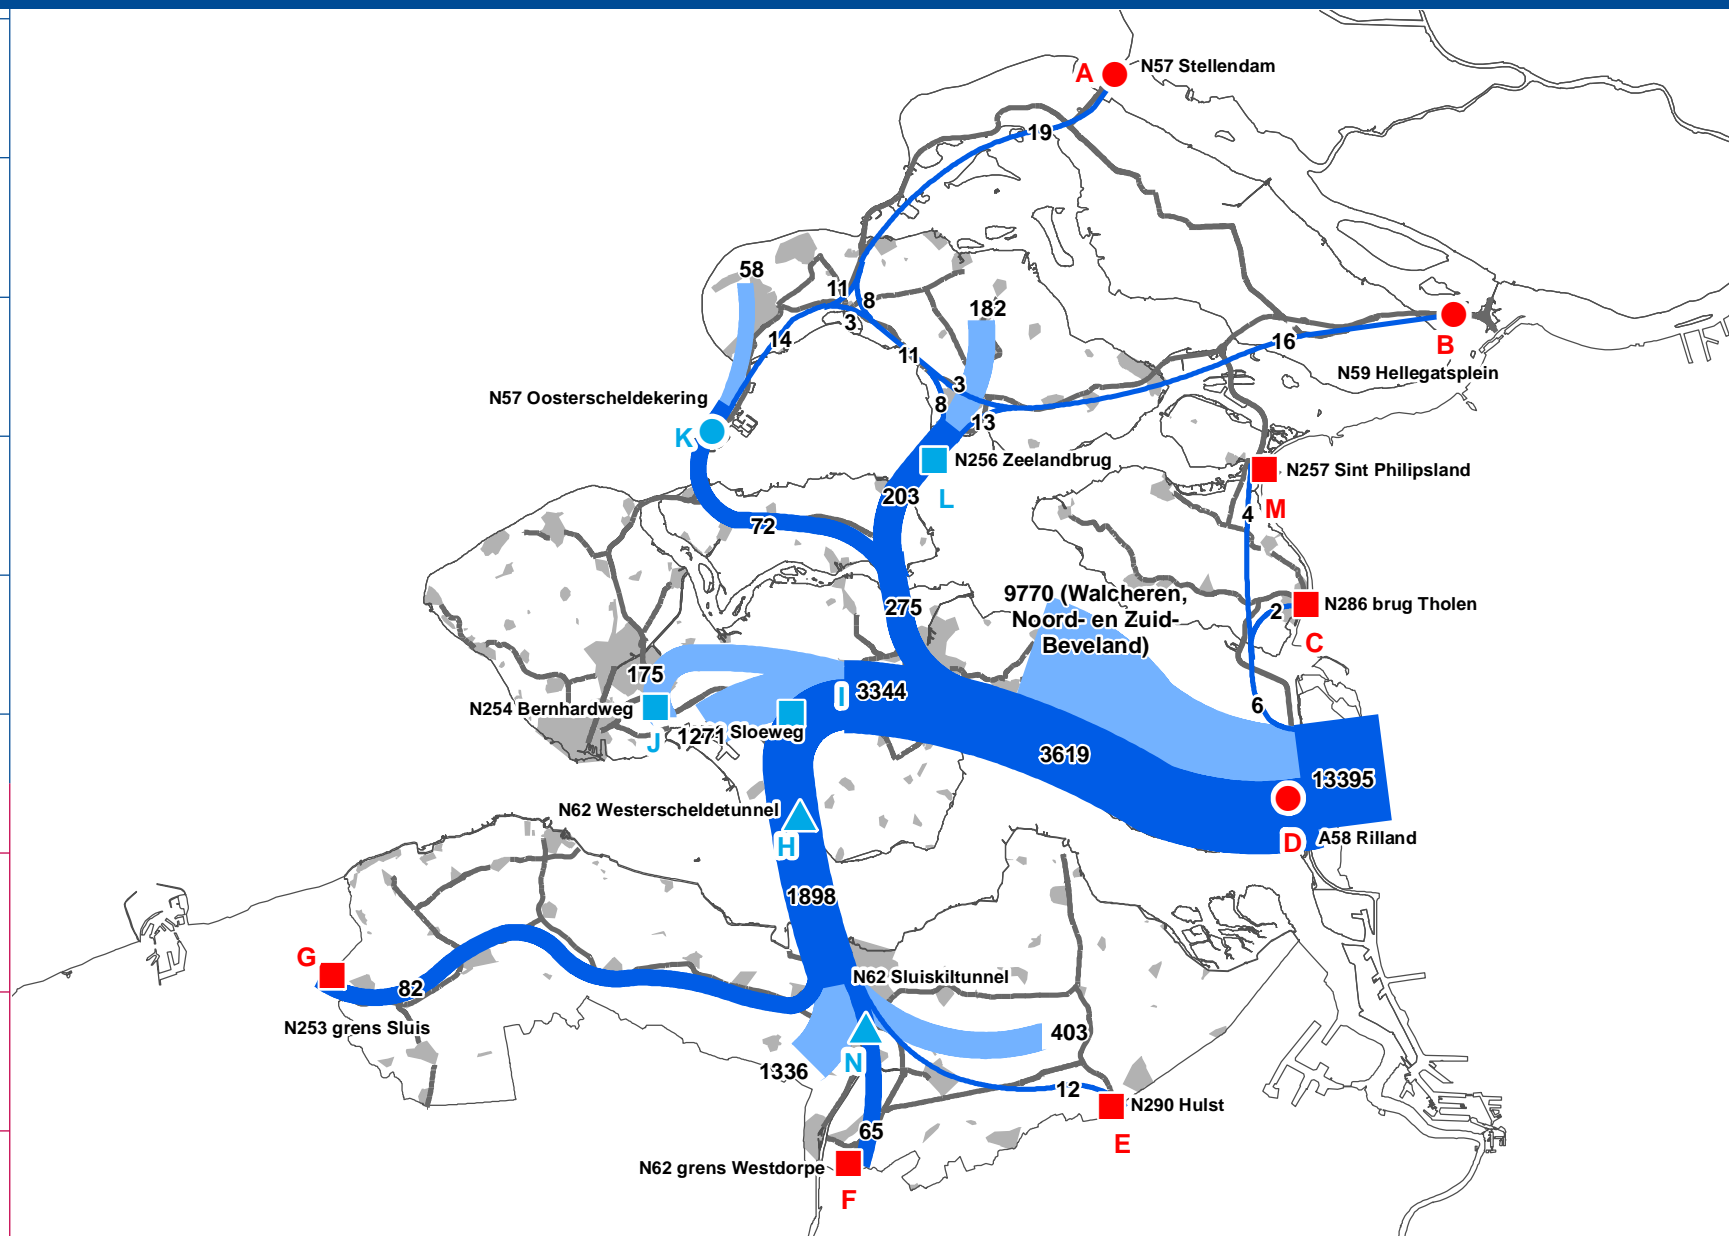 A
N57 Stellendam
19
58
11
8
3
182
14
11
16
B
N59 Hellegatsplein
3
8
13
N57 Oosterscheldekering
K
N256 Zeelandbrug
L
203
N257 Sint Philipsland
M
4
72
9770 (Walcheren,
Noord- en Zuid-
Beveland)
275
2
N286 brug Tholen
C
175
I
3344
N254 Bernhardweg
J
1271
Sloeweg
6
3619
13395
N62 Westerscheldetunnel
H
D
A58 Rilland
1898
G
82
N253 grens Sluis
N62 Sluiskiltunnel
403
N
1336
12
N290 Hulst
E
65
N62 grens Westdorpe
F